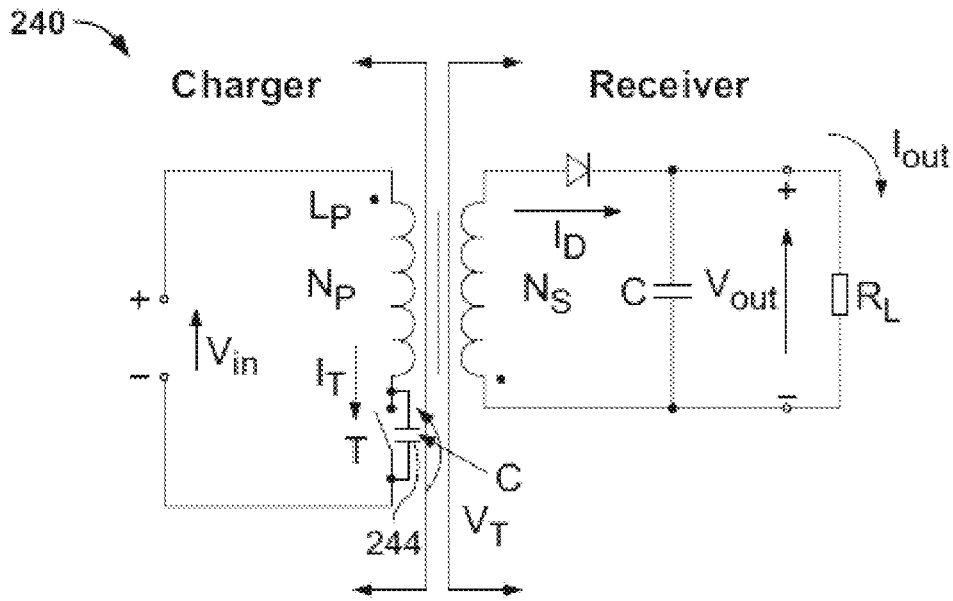 240
Charger
Receiver
I_out
L_P
+
I_D
N_P
N_S
C
V_out
R_L
+
V_in
−
I_T
−
T
C
244
V_T